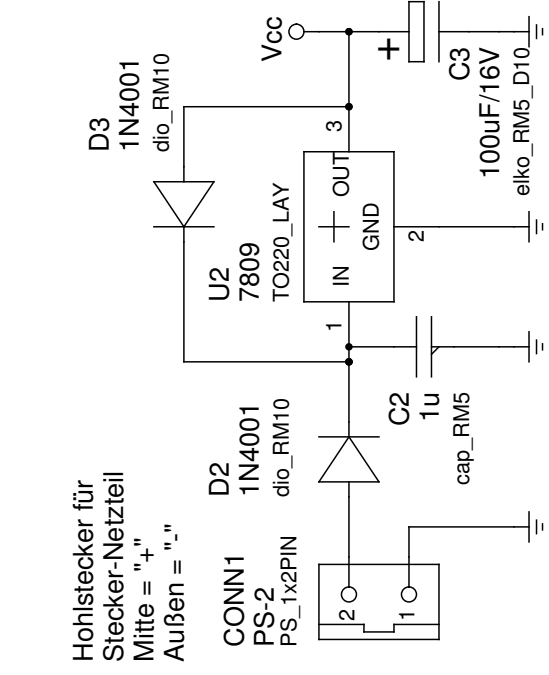 Hohlstecker für
Stecker-Netzteil
Mitte = "+"
Außen = "-"
CONN1
PS-2
PS_1x2PIN
2
1
D2
1N4001
dio_RM10
C2
1u
cap_RM5
1
U2
7809
TO220_LAY
IN
OUT
GND
2
3
D3
1N4001
dio_RM10
Vcc
+
C3
100uF/16V
elko_RM5_D10